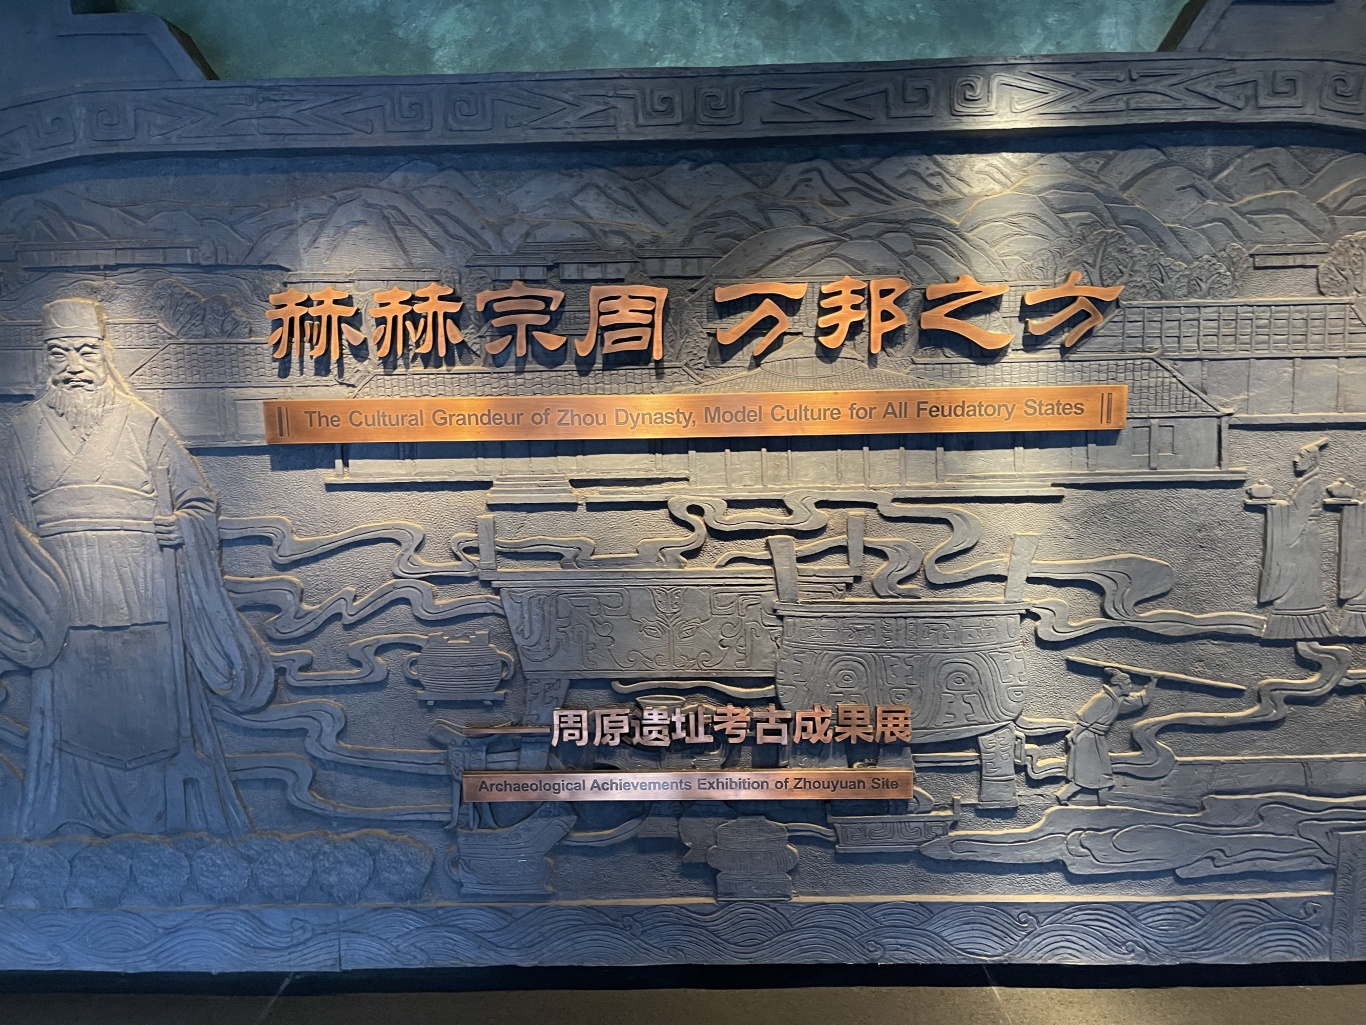 赫赫宗周 万邦之方
The Cultural Grandeur of Zhou Dynasty, Model Culture for All Feudatory States
——周原遗址考古成果展
Archaeological Achievements Exhibition of Zhouyuan Site